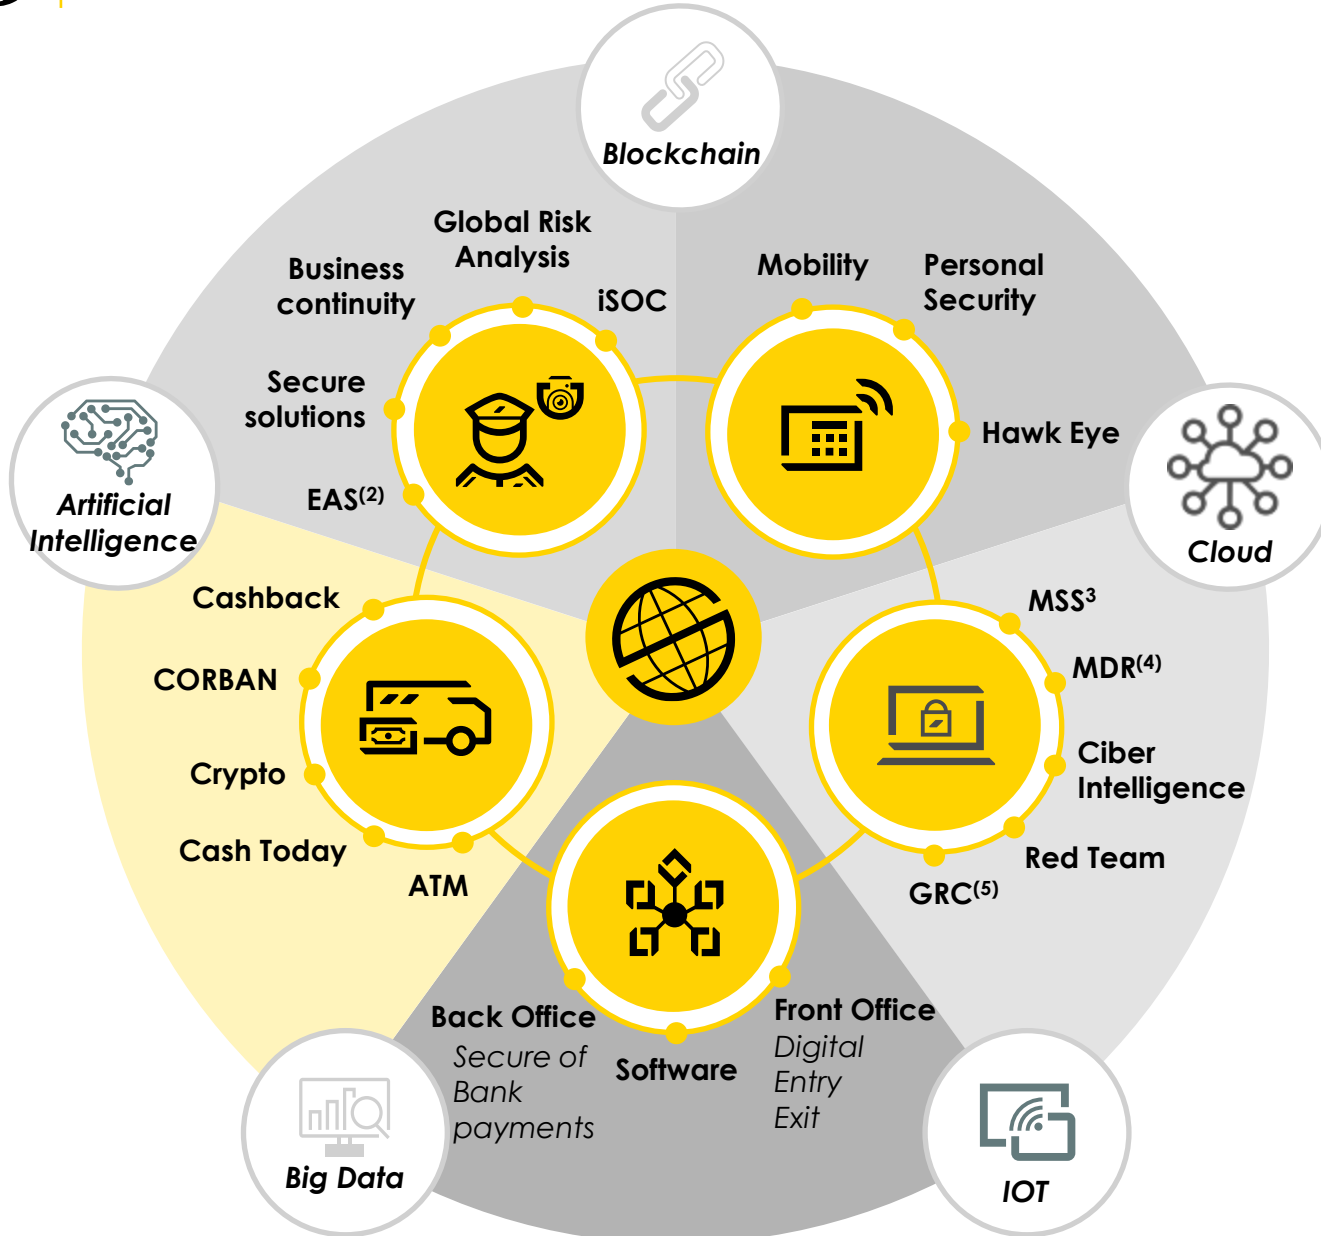 Blockchain
Global Risk
Analysis
Business
continuity
iSOC
Secure
solutions
EAS(2)
Mobility
Personal
Security
Hawk Eye
Artificial
Intelligence
Cloud
Cashback
CORBAN
Crypto
Cash Today
ATM
MSS³
MDR(4)
Ciber
Intelligence
Red Team
GRC(5)
Back Office
Secure of
Bank
payments
Software
Front Office
Digital
Entry
Exit
Big Data
IOT